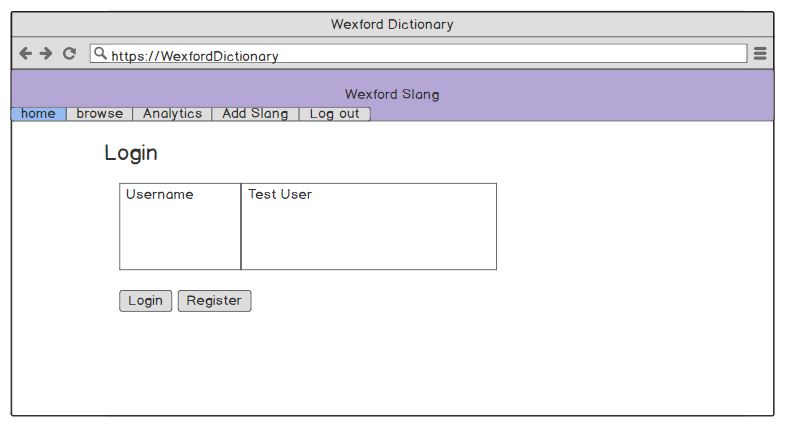 Wexford Dictionary
https://WexfordDictionary
Wexford Slang
home browse Analytics Add Slang Log out
Login
Username Test User
Login Register